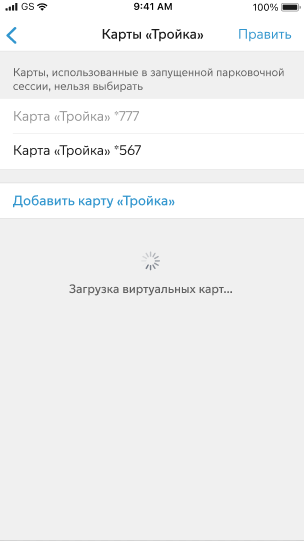 GS 9:41 AM 100%
Карты «Тройка» Править
Карты, использованные в запущенной парковочной
сессии, нельзя выбирать
Карта «Тройка» *777
Карта «Тройка» *567
Добавить карту «Тройка»
Загрузка виртуальных карт...